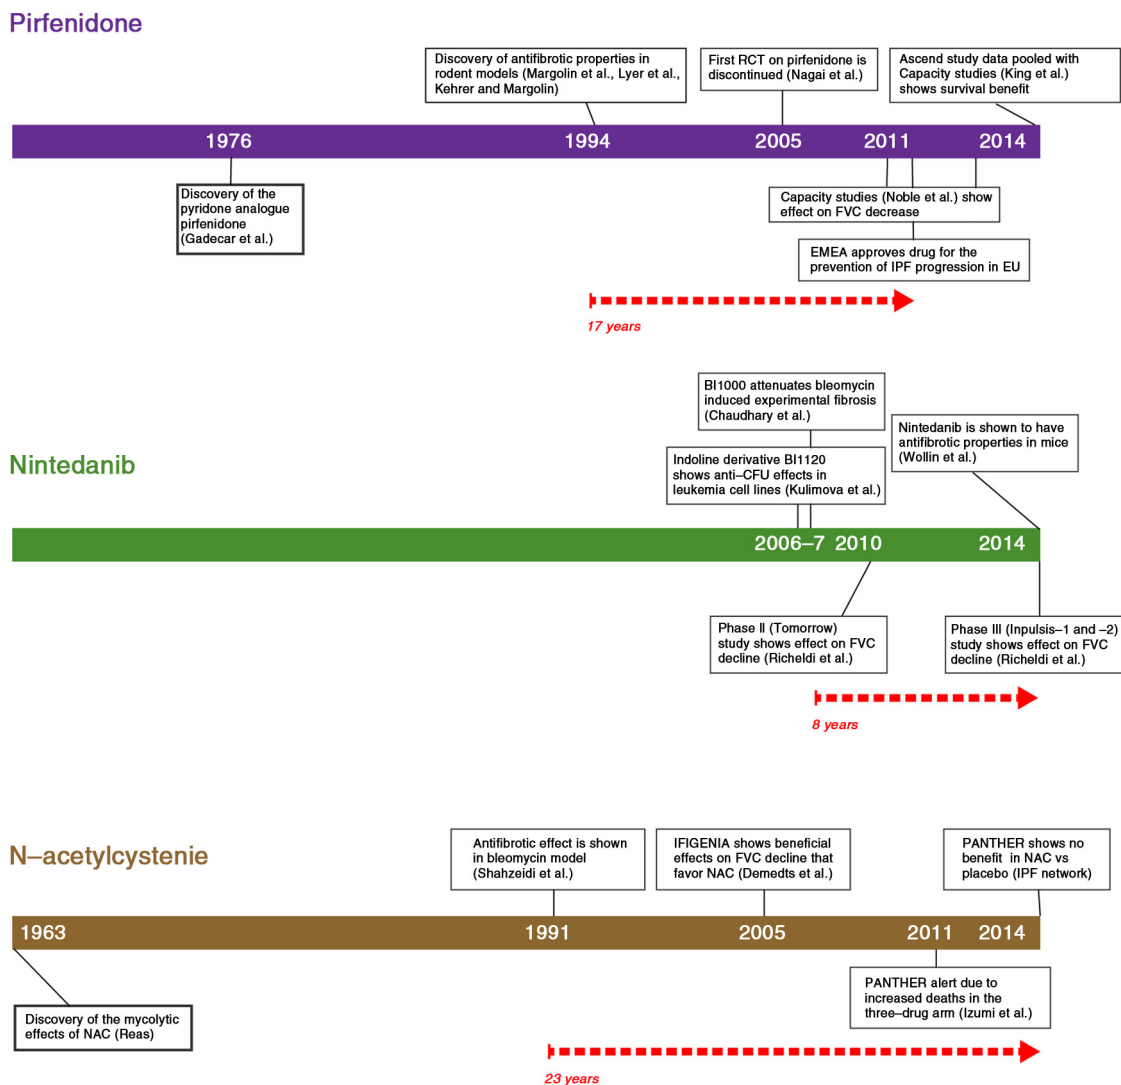 Pirfenidone
Discovery of antifibrotic properties in
rodent models (Margolin et al., Lyer et al.,
Kehrer and Margolin)
First RCT on pirfenidone is
discontinued (Nagai et al.)
Ascend study data pooled with
Capacity studies (King et al.)
shows survival benefit
1976
1994
2005
2011
2014
Discovery of the
pyridone analogue
pirfenidone
(Gadecar et al.)
Capacity studies (Noble et al.) show
effect on FVC decrease
EMEA approves drug for the
prevention of IPF progression in EU
17 years
Nintedanib
BI1000 attenuates bleomycin
induced experimental fibrosis
(Chaudhary et al.)
Indoline derivative BI1120
shows anti–CFU effects in
leukemia cell lines (Kulimova et al.)
Nintedanib is shown to have
antifibrotic properties in mice
(Wollin et al.)
2006–7
2010
2014
Phase II (Tomorrow)
study shows effect on FVC
decline (Richeldi et al.)
Phase III (Inpulsis–1 and –2)
study shows effect on FVC
decline (Richeldi et al.)
8 years
N–acetylcystenie
Antifibrotic effect is shown
in bleomycin model
(Shahzeidi et al.)
IFIGENIA shows beneficial
effects on FVC decline that
favor NAC (Demedts et al.)
PANTHER shows no
benefit in NAC vs
placebo (IPF network)
1963
1991
2005
2011
2014
Discovery of the mycolytic
effects of NAC (Reas)
PANTHER alert due to
increased deaths in the
three–drug arm (Izumi et al.)
23 years